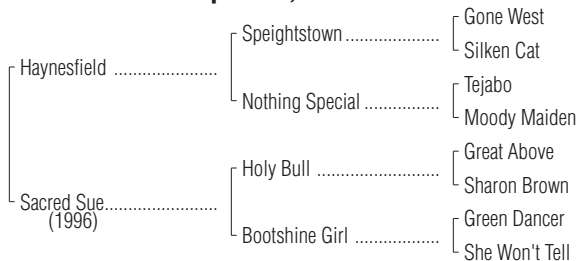 Gone West
Speightstown ........................
Silken Cat
Haynesfield ......................
Tejabo
Nothing Special ...................
Moody Maiden
Great Above
Holy Bull ...............................
Sharon Brown
Sacred Sue........................
(1996)
Green Dancer
Bootshine Girl .....................
She Won't Tell